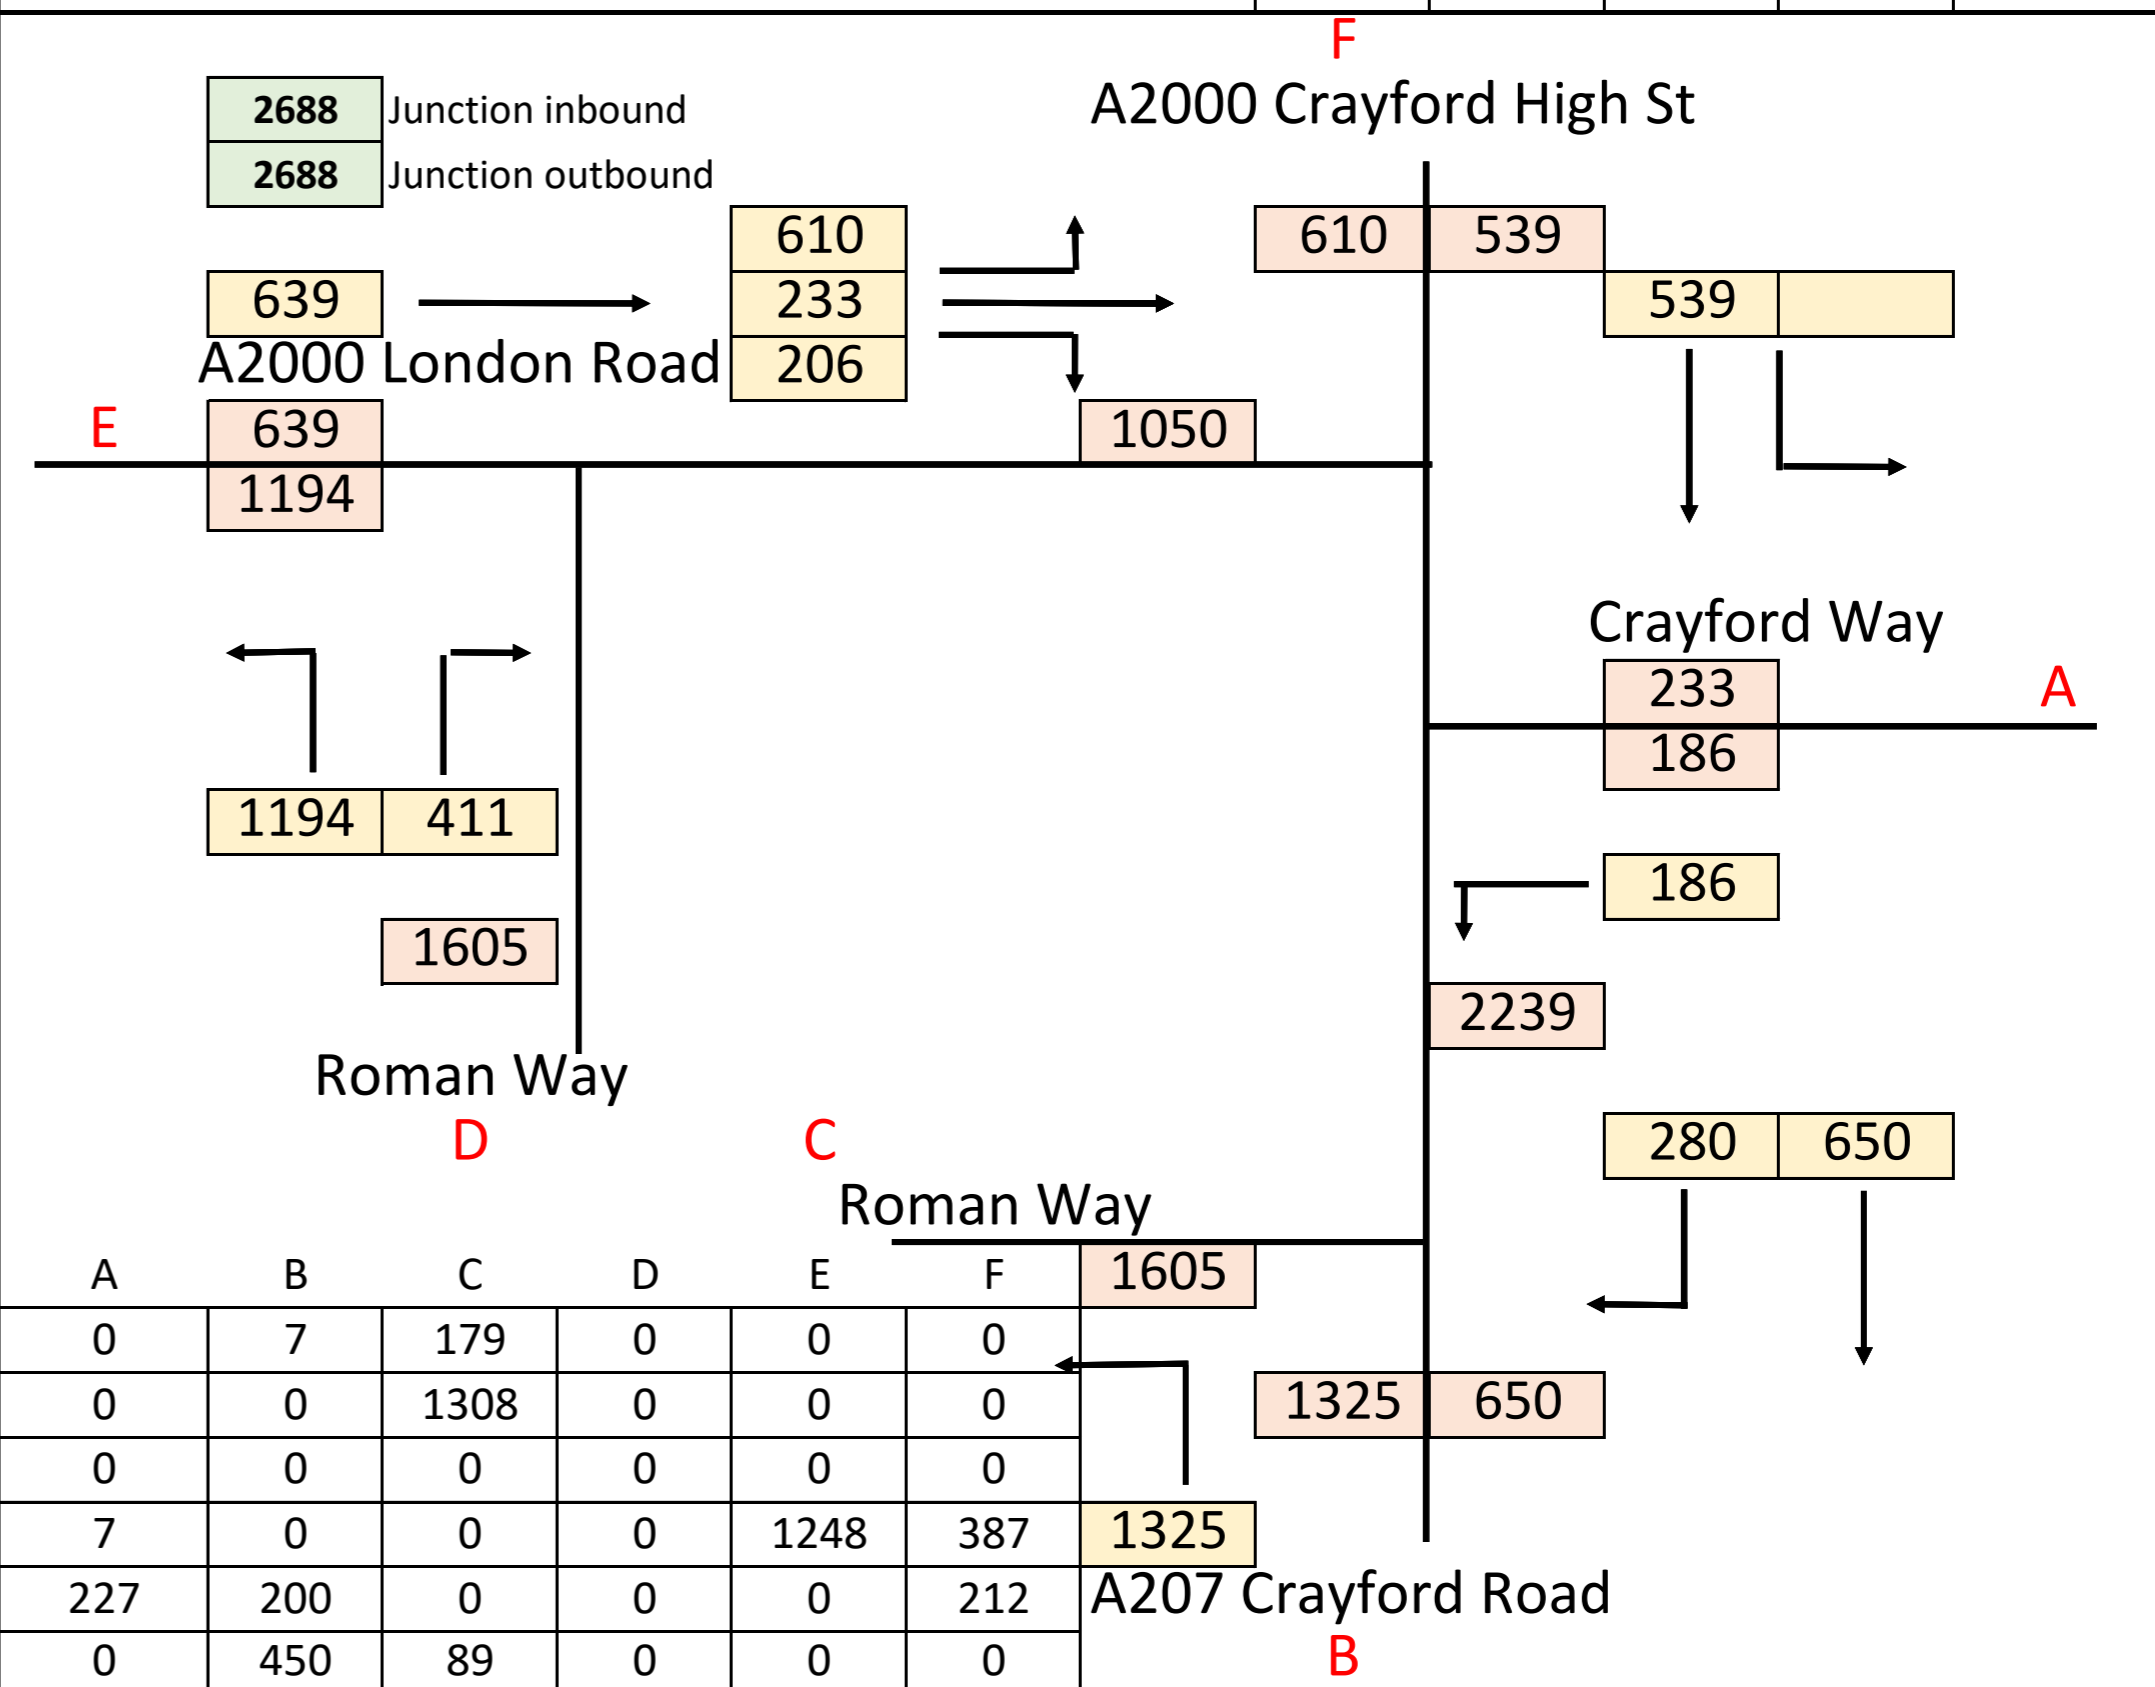 F
A2000 Crayford High St
2688 Junction inbound
2688 Junction outbound
610
610 539
639
233
539
A2000 London Road
206
E
639
1050
1194
Crayford Way
233
A
186
1194 411
186
1605
2239
Roman Way
D
C
280 650
Roman Way
A B C D E F
1605
0 7 179 0 0 0
0 0 1308 0 0 0
1325 650
0 0 0 0 0 0
7 0 0 0 1248 387
1325
227 200 0 0 0 212
A207 Crayford Road
0 450 89 0 0 0
B